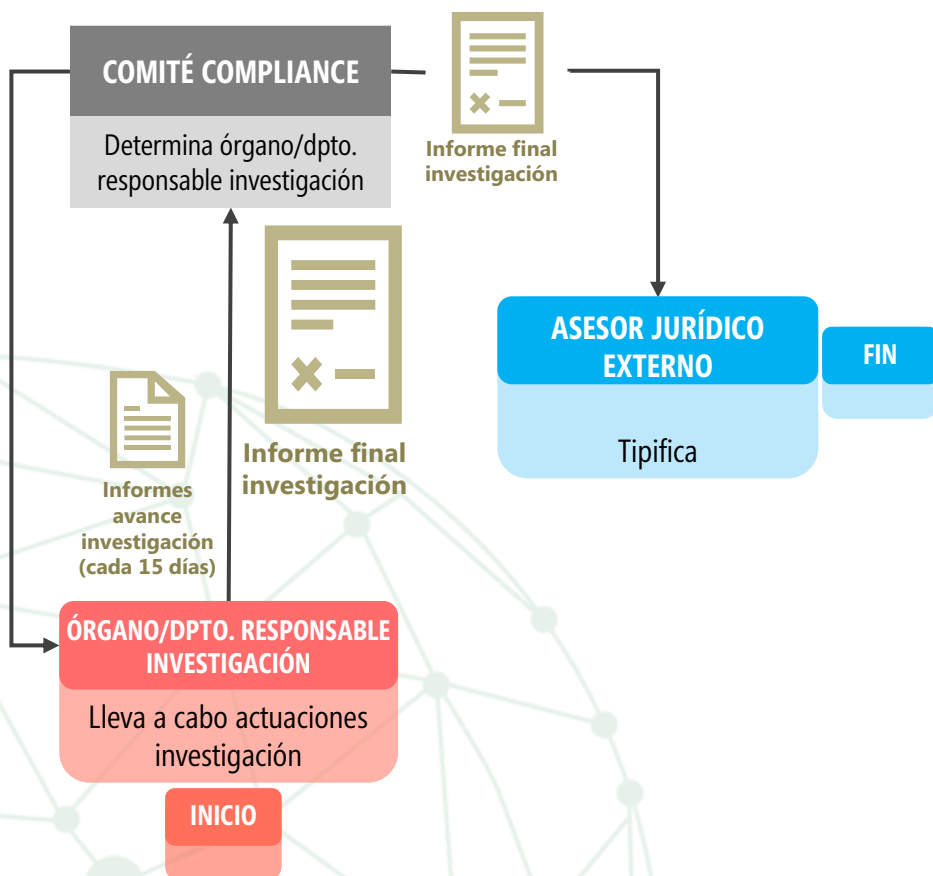 COMITÉ COMPLIANCE
Determina órgano/dpto.
responsable investigación
Informe final
investigación
ASESOR JURÍDICO
EXTERNO
Tipifica
FIN
Informe final
investigación
Informes
avance
investigación
(cada 15 días)
ÓRGANO/DPTO. RESPONSABLE
INVESTIGACIÓN
Lleva a cabo actuaciones
investigación
INICIO